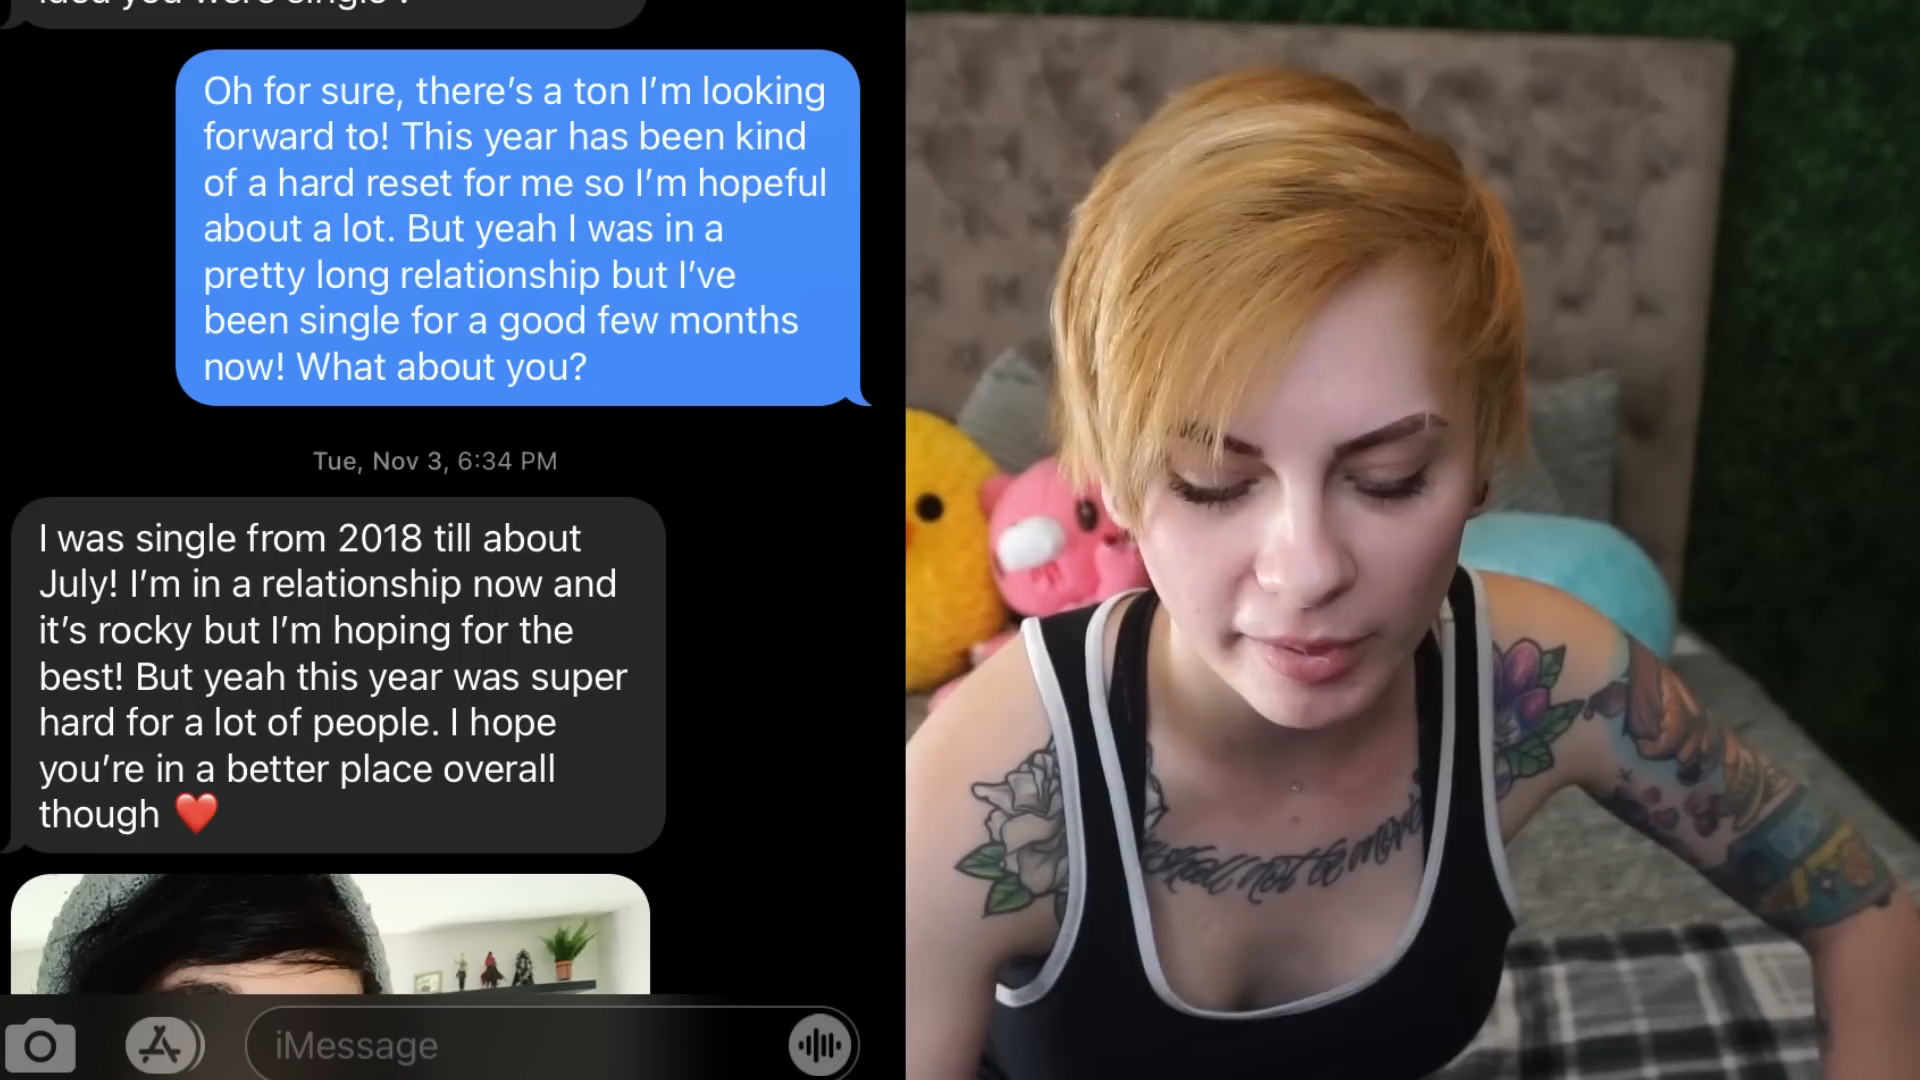 Oh for sure, there's a ton I'm looking
forward to! This year has been kind
of a hard reset for me so I'm hopeful
about a lot. But yeah I was in a
pretty long relationship but I've
been single for a good few months
now! What about you?
Tue, Nov 3, 6:34 PM
I was single from 2018 till about
July! I'm in a relationship now and
it's rocky but I'm hoping for the
best! But yeah this year was super
hard for a lot of people. I hope
you're in a better place overall
though ❤️
iMessage
shall not be